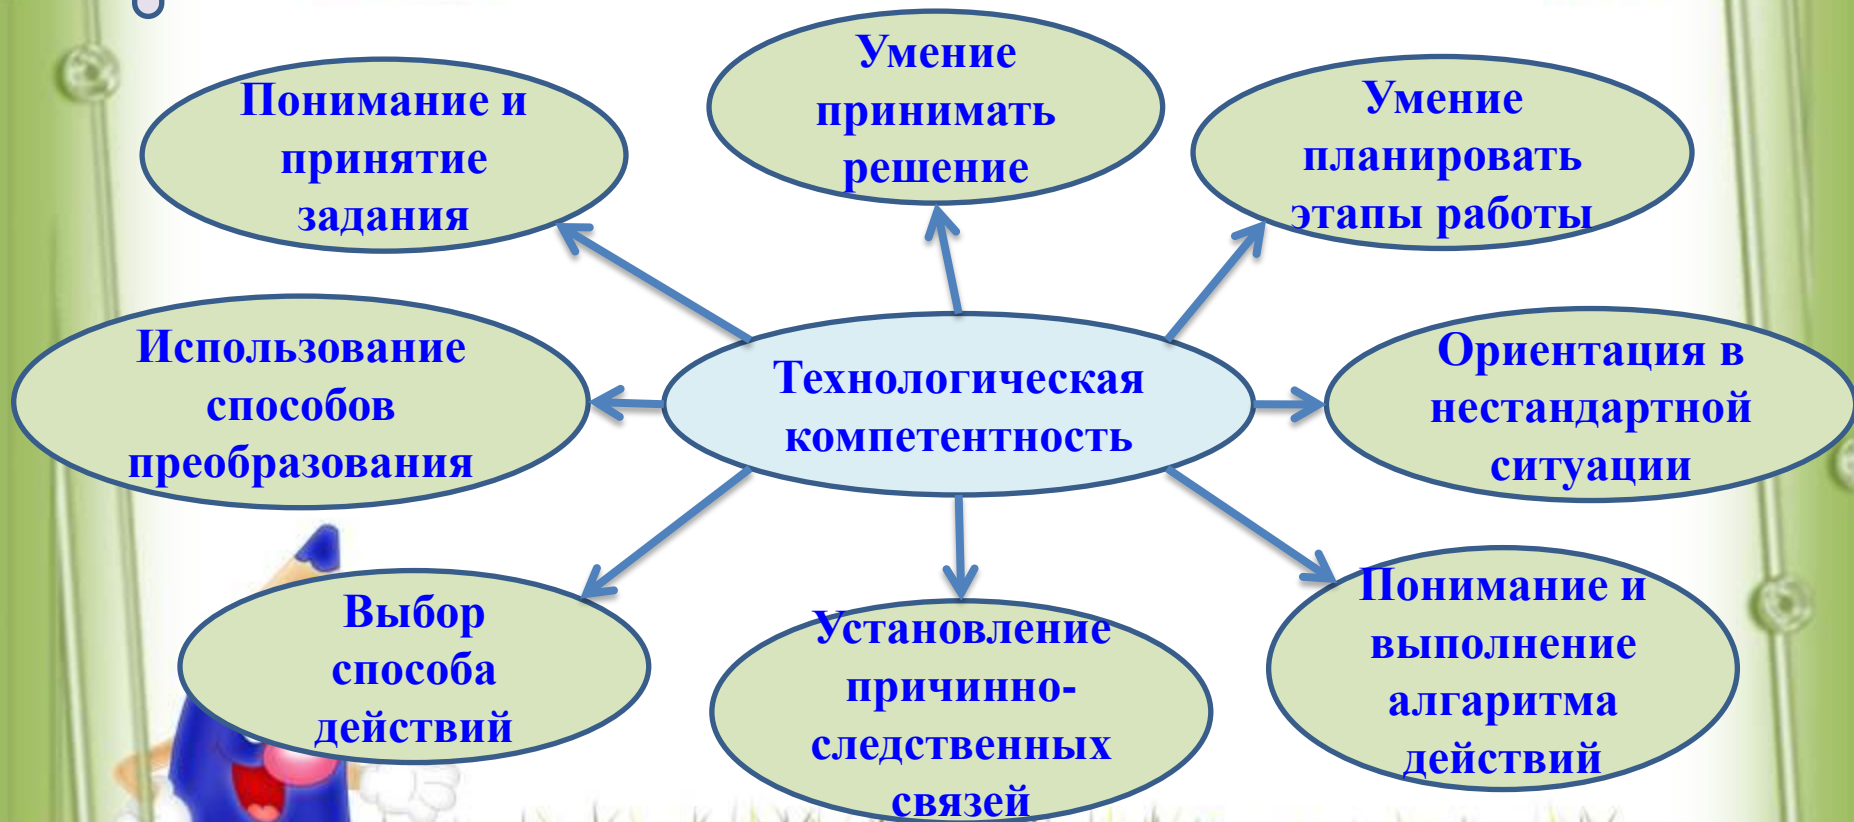 Понимание и
принятие
задания
Умение
принимать
решение
Умение
планировать
этапы работы
Использование
способов
преобразования
Технологическая
компетентность
Ориентация в
нестандартной
ситуации
Выбор
способа
действий
Установление
причинно-
следственных
связей
Понимание и
выполнение
алгаритма
действий